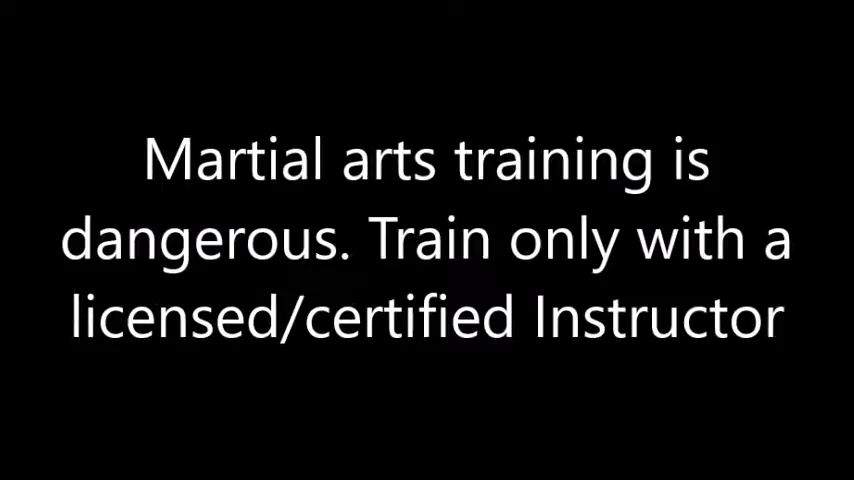 Martial arts training is
dangerous. Train only with a
licensed/certified Instructor